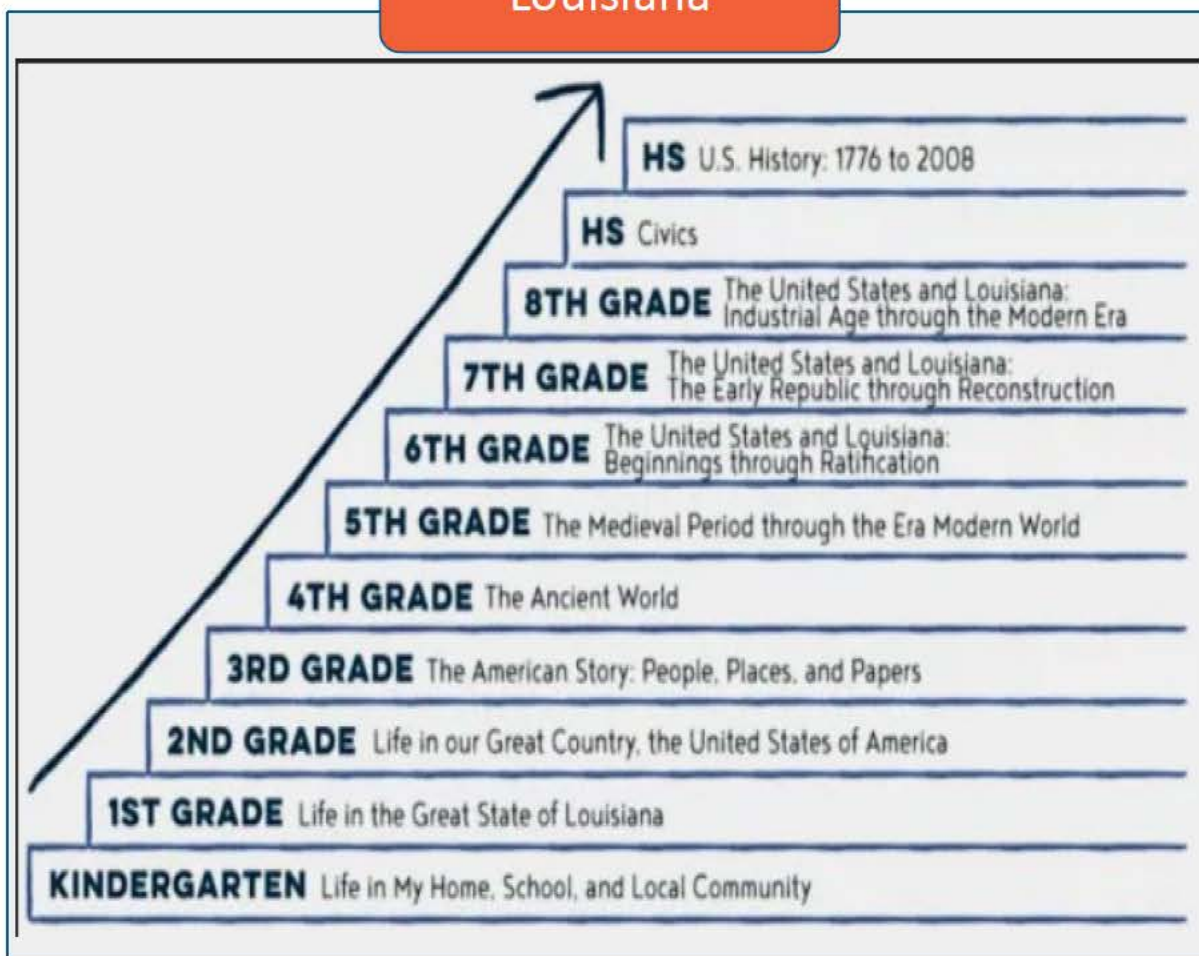 Louisiana
HS U.S. History: 1776 to 2008
HS Civics
8TH GRADE The United States and Louisiana:
Industrial Age through the Modern Era
7TH GRADE The United States and Louisiana:
The Early Republic through Reconstruction
6TH GRADE The United States and Louisiana:
Beginnings through Ratification
5TH GRADE The Medieval Period through the Era Modern World
4TH GRADE The Ancient World
3RD GRADE The American Story: People, Places, and Papers
2ND GRADE Life in our Great Country, the United States of America
1ST GRADE Life in the Great State of Louisiana
KINDERGARTEN Life in My Home, School, and Local Community